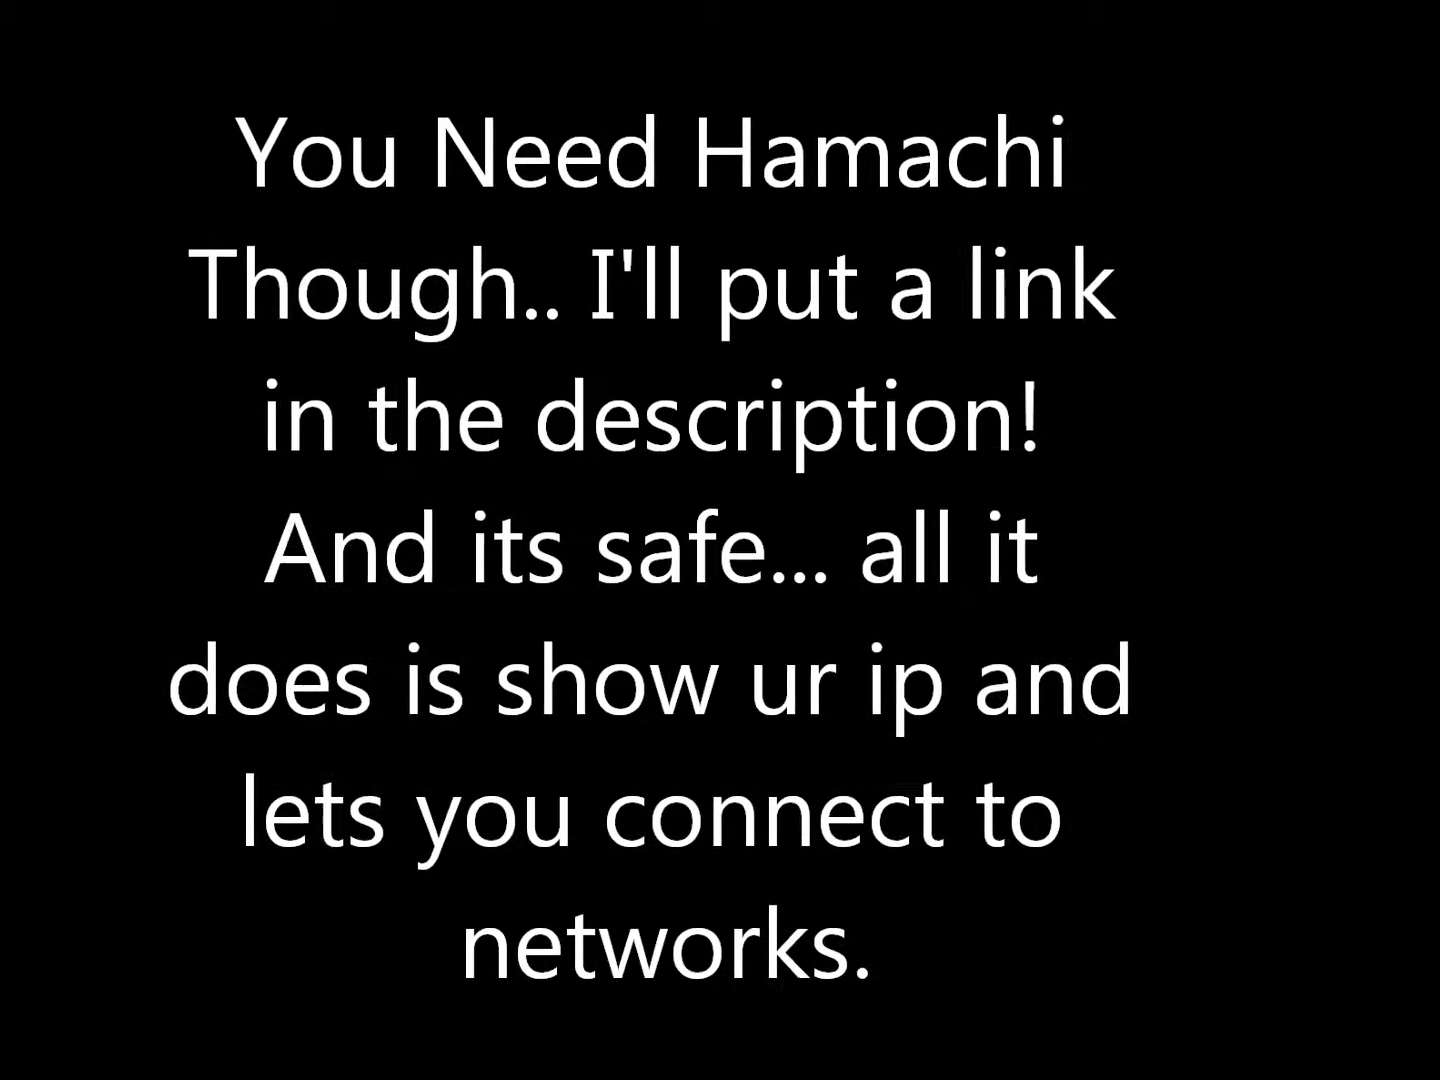 You Need Hamachi
Though.. I'll put a link
in the description!
And its safe... all it
does is show ur ip and
lets you connect to
networks.